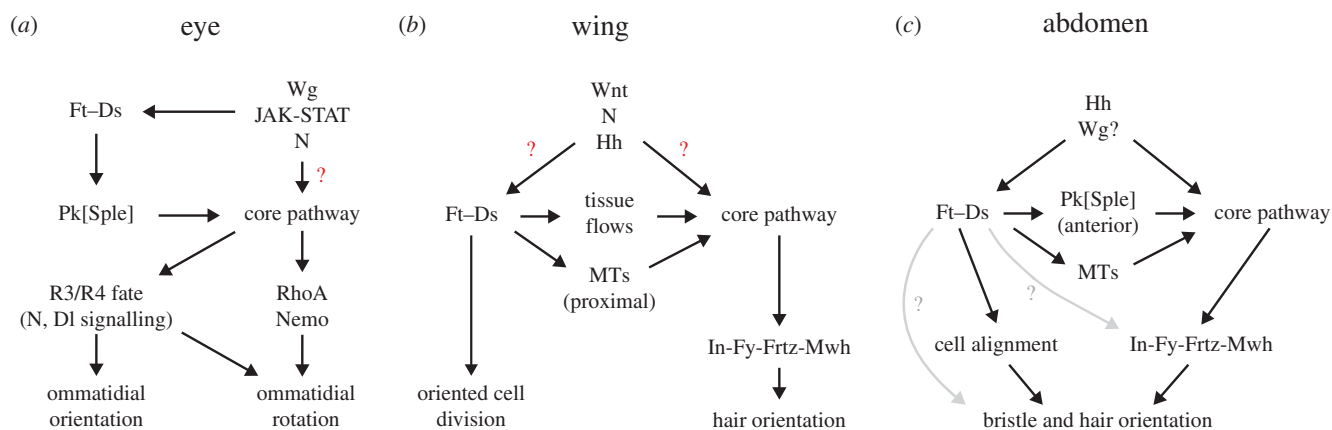 (a) eye
Wg
JAK-STAT
N
Ft–Ds
?
Pk[Sple]
core pathway
R3/R4 fate
(N, Dl signalling)
RhoA
Nemo
ommatidial
orientation
ommatidial
rotation
(b) wing
Wnt
N
Hh
?
?
Ft–Ds
tissue
flows
core pathway
MTs
(proximal)
In-Fy-Frtz-Mwh
oriented cell
division
hair orientation
(c) abdomen
Hh
Wg?
Ft–Ds
Pk[Sple]
(anterior)
core pathway
MTs
?
?
cell alignment
In-Fy-Frtz-Mwh
bristle and hair orientation